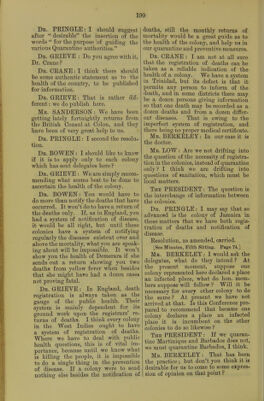 190
DR. PRINGLE: I should suggest
after "desirable" the insertion of the
words "for the purpose of guiding the
various Quarantine authorities."
DR. GRIEVE: Do you agree with it,
Dr. Crane?
DR. CRANE: I think there should
be some authentic statement as to the
health of the country, to be published
for information.
DR. GRIEVE: That is rather dif-
ferent: we do publish here.
MR. SANDERSON: We have been
getting lately fortnightly returns from
the British Consul at Colon, and they
have been of very great help to us.
DR. PRINGLE: I second the resolu-
tion.
DR. BOWEN: I should like to know
if it is to apply only to each colony
which has sent delegates here?
DR. GRIEVE: We are simply recom-
mending what seems best to be done to
ascertain the health of the colony.
DR. BOWEN: You would have to
do more than notify the deaths that have
occurred. It won't do to have a return of
the deaths only. If, as in England, you
had a system of notification of disease,
it would be all right, but until these
colonies have a system of notifying
regularly the diseases existent over and
above the mortality, what you are speak-
ing about will be impossible. It won't
show you the health of Demerara if she
sends out a return shewing you two
deaths from yellow fever when besides
that she might have had a dozen cases
not proving fatal.
DR. GRIEVE: In England, death
registration is always taken as the
gauge of the public health. Their
system is mainly dependent for its
ground work upon the registrars' re-
turns of deaths. I think every colony
in the West Indies ought to have
a system of registration of deaths.
Where we have to deal with public
health questions, this is of vital im-
portance, because until we know what
is killing the people, it is impossible
to do a single thing in the prevention
of disease. If a colony were to send
nothing else besides the notification of
deaths, still the monthly returns of
mortality would be a great guide as to
the health of the colony, and help us in
our quarantine and preventive measures.
DR. CRANE: I am not at all sure
that the registration of deaths can be
taken as a reliable indication of the
health of a colony. We have a system
in Trinidad, but its defect is that it
permits any person to inform of the
death, and in some districts there may
be a dozen persons giving information
so that one death may be recorded as a
dozen deaths and from a dozen differ-
ent diseases. That is owing to the
imperfect system of registration, and
there being no proper medical certificate.
MR. BERKELEY: In our case it is
the doctor.
MR. LOW: Are we not drifting into
the question of the necessity of registra-
tion in the colonies, instead of quarantine
only? I think we are drifting into
questions of sanitation, which must be
local matters.
THE PRESIDENT: The question is
the interchange of information between
the colonies.
DR. PRINGLE: I may say that as
advanced is the colony of Jamaica in
these matters that we have both regis-
tration of deaths and notification of
disease.
Resolution, as amended, carried.
MR. BERKELEY: I would ask the
delegates, what do they intend? At
the present moment, suppose one
colony represented here declared a place
an infected place, what do the others
here suppose will follow? Will it be
necessary for every other colony to do
the same? At present we have not
arrived at that. Is this Conference pre-
pared to recommend that because one
colony declares a place an infected
place it is incumbent on the other
colonies to do so likewise?
THE PRESIDENT: If we quaran-
tine Martinique and Barbados does not,
we must quarantine Barbados, I think.
MR. BERKELEY: That has been
the practice; but don't you think it is
desirable for us to come to some expres-
sion of opinion on that point?